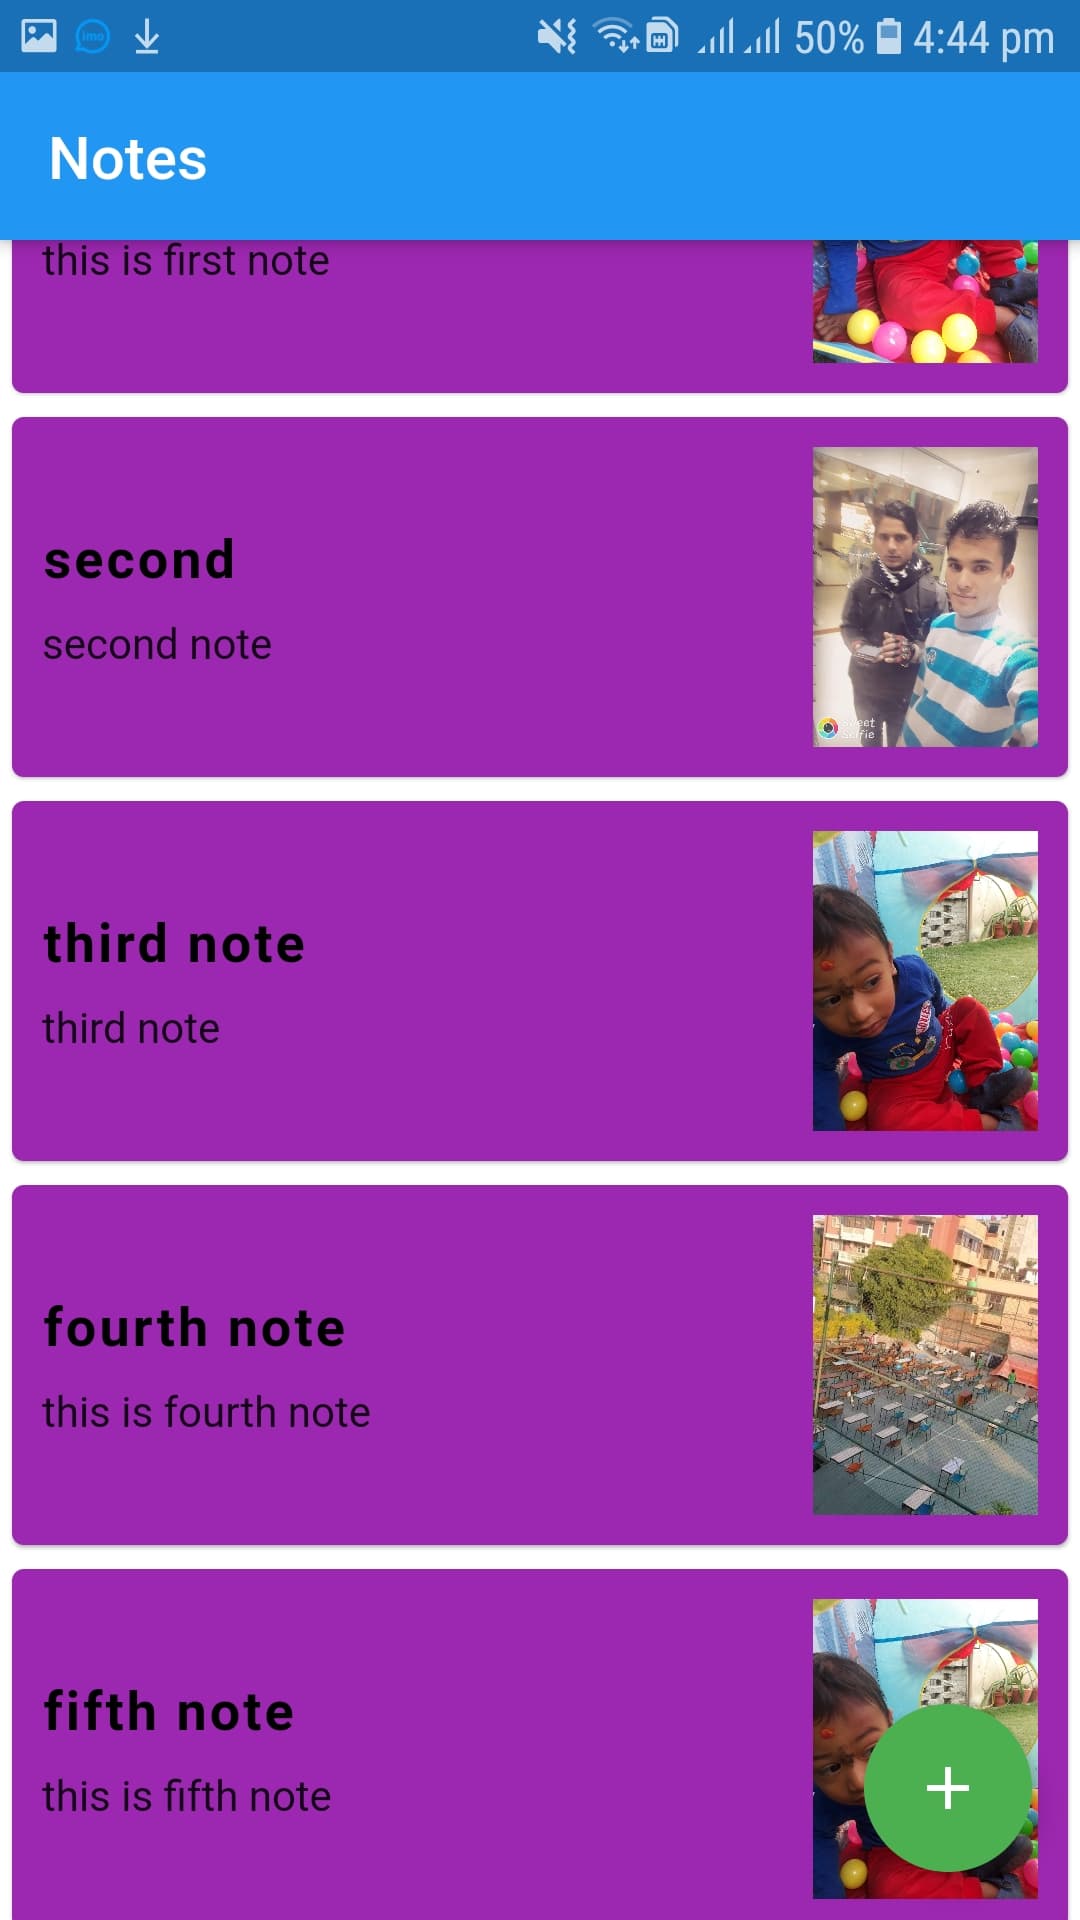 imo 50% 4:44 pm
Notes
this is first note
second
second note
Sweet
Selfie
third note
third note
fourth note
this is fourth note
fifth note
this is fifth note